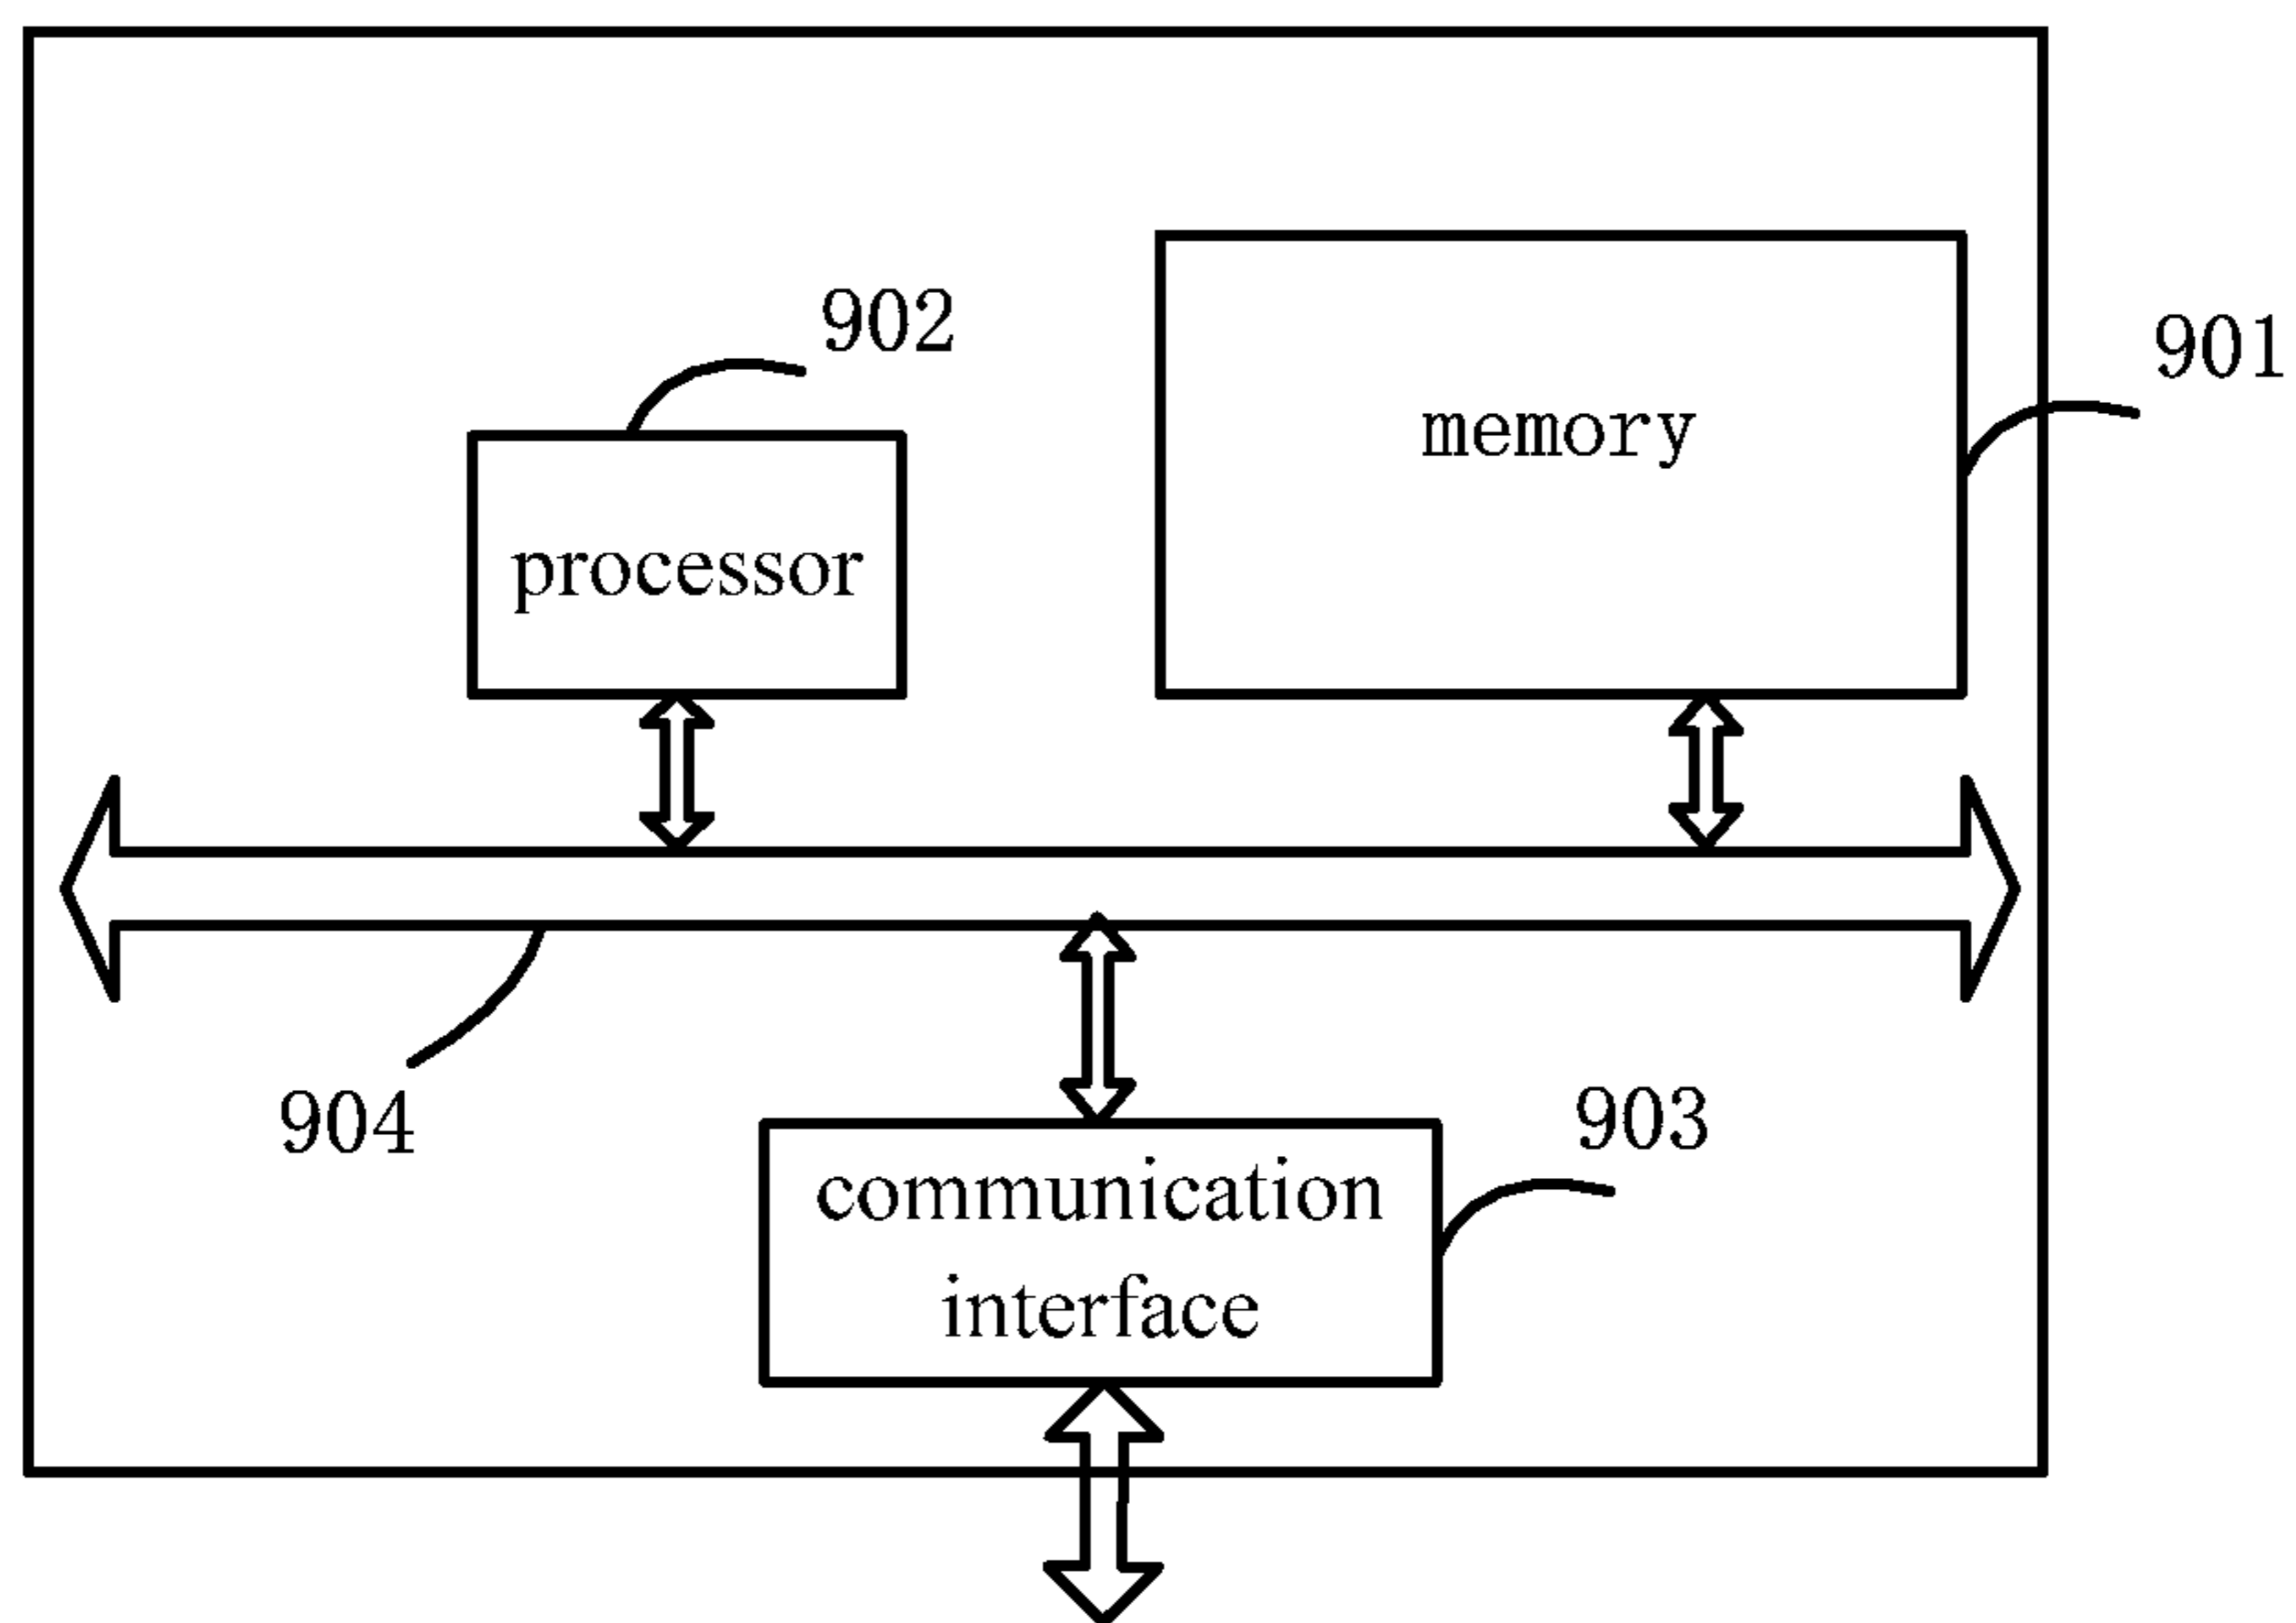 902
901
memory
processor
904
903
communication
interface